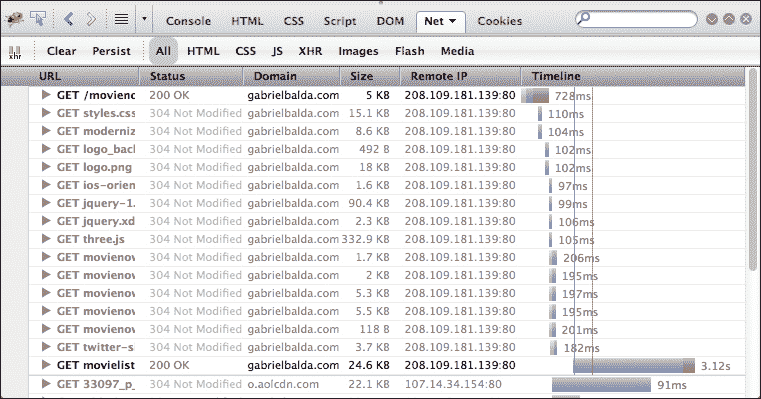 Console HTML CSS Script DOM Net Cookies
xhr Clear Persist All HTML CSS JS XHR Images Flash Media
URL Status Domain Size Remote IP Timeline
GET /movienc 200 OK gabrielbalda.com 5 KB 208.109.181.139:80 728ms
GET styles.css 304 Not Modified gabrielbalda.com 15.1 KB 208.109.181.139:80 110ms
GET moderniz 304 Not Modified gabrielbalda.com 8.6 KB 208.109.181.139:80 104ms
GET logo_back 304 Not Modified gabrielbalda.com 492 B 208.109.181.139:80 102ms
GET logo.png 304 Not Modified gabrielbalda.com 18 KB 208.109.181.139:80 102ms
GET ios-orien 304 Not Modified gabrielbalda.com 1.6 KB 208.109.181.139:80 97ms
GET jquery-1. 304 Not Modified gabrielbalda.com 90.4 KB 208.109.181.139:80 99ms
GET jquery.xd 304 Not Modified gabrielbalda.com 2.3 KB 208.109.181.139:80 106ms
GET three.js 304 Not Modified gabrielbalda.com 332.9 KB 208.109.181.139:80 105ms
GET movienov 304 Not Modified gabrielbalda.com 1.7 KB 208.109.181.139:80 206ms
GET movienov 304 Not Modified gabrielbalda.com 2 KB 208.109.181.139:80 195ms
GET movienov 304 Not Modified gabrielbalda.com 5.3 KB 208.109.181.139:80 197ms
GET movienov 304 Not Modified gabrielbalda.com 5.5 KB 208.109.181.139:80 195ms
GET movienov 304 Not Modified gabrielbalda.com 118 B 208.109.181.139:80 201ms
GET twitter-s 304 Not Modified gabrielbalda.com 3.7 KB 208.109.181.139:80 182ms
GET movielist 200 OK gabrielbalda.com 24.6 KB 208.109.181.139:80 3.12s
GET 33097_p_ 304 Not Modified o.aolcdn.com 22.1 KB 107.14.34.154:80 91ms